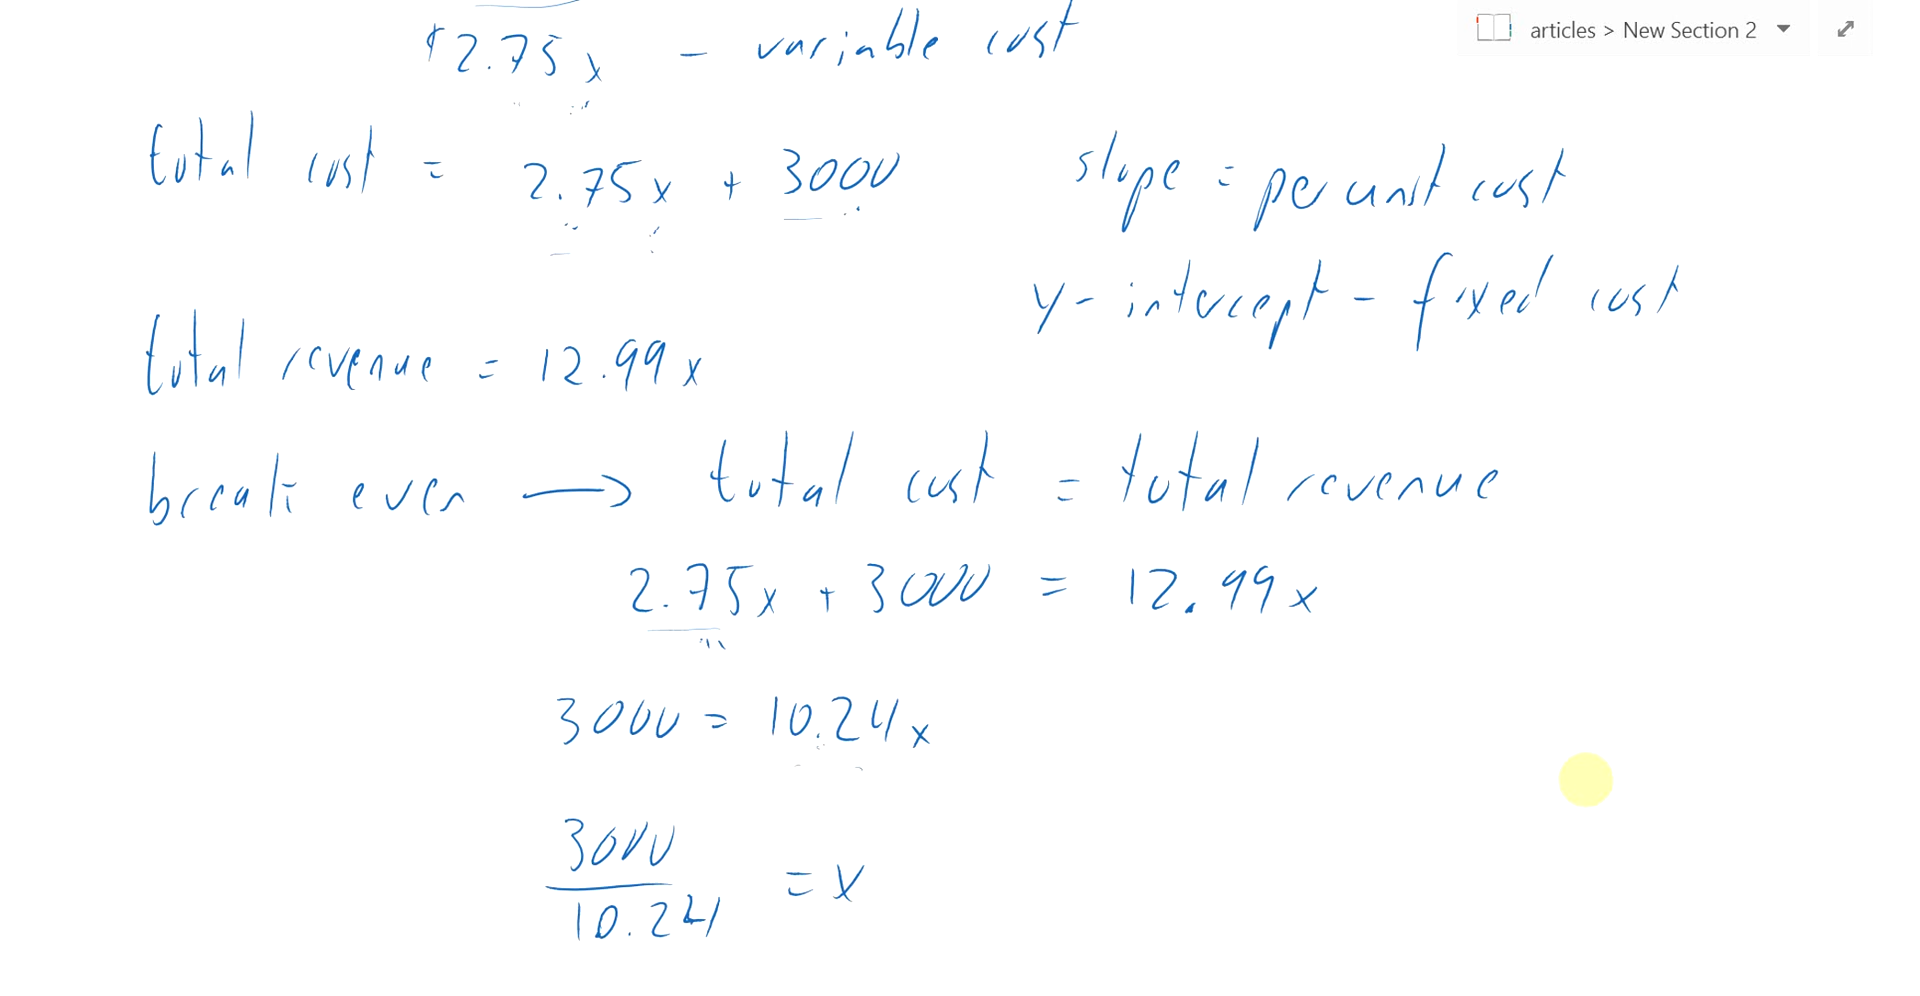 articles > New Section 2
$2.75x - variable cost
total cost = 2.75x + 3000
slope = per unit cost
y-intercept - fixed cost
total revenue = 12.99x
break even → total cost = total revenue
2.75x + 3000 = 12.99x
3000 = 10.24x
3000
10.24
= x